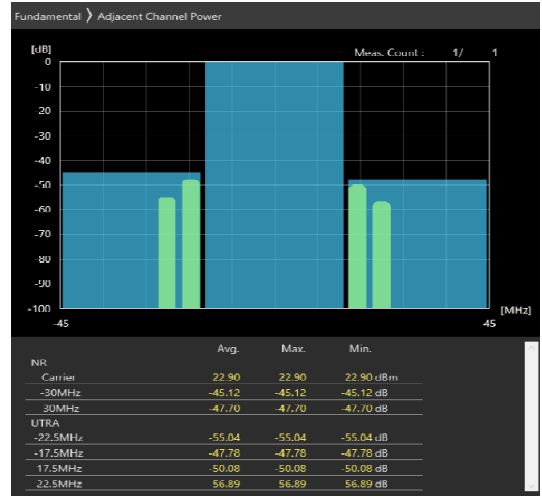 Fundamental ❭ Adjacent Channel Power
[dB]
Meas. Count : 1/ 1
0
-10
-20
-30
-40
-50
-60
-70
-80
-90
-100
[MHz]
-45 45
Avg. Max. Min.
NR
Carrier 22.90 22.90 22.90 dBm
-30MHz -45.12 -45.12 -45.12 dB
30MHz -47.70 -47.70 -47.70 dB
UTRA
-22.5MHz -55.04 -55.04 -55.04 dB
-17.5MHz -47.78 -47.78 -47.78 dB
17.5MHz -50.08 -50.08 -50.08 dB
22.5MHz 56.89 56.89 56.89 dB